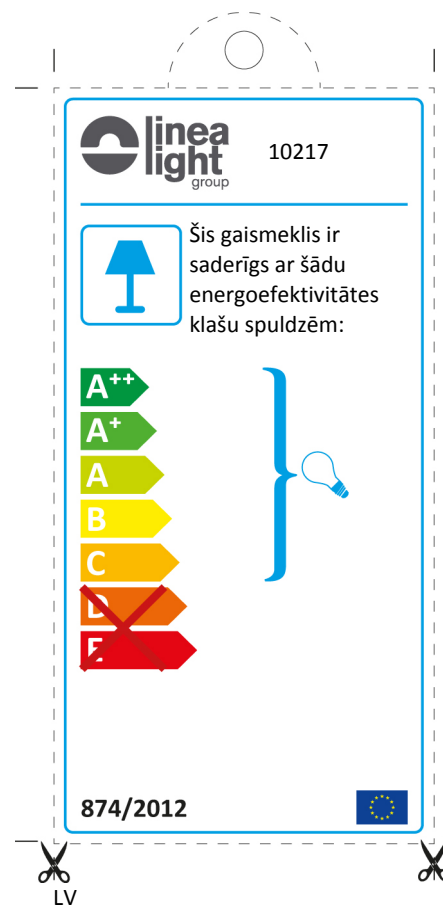 linea
light
group
10217
Šis gaismeklis ir
saderīgs ar šādu
energoefektivitātes
klašu spuldzēm:
A++
A+
A
B
C
D
E
874/2012
LV